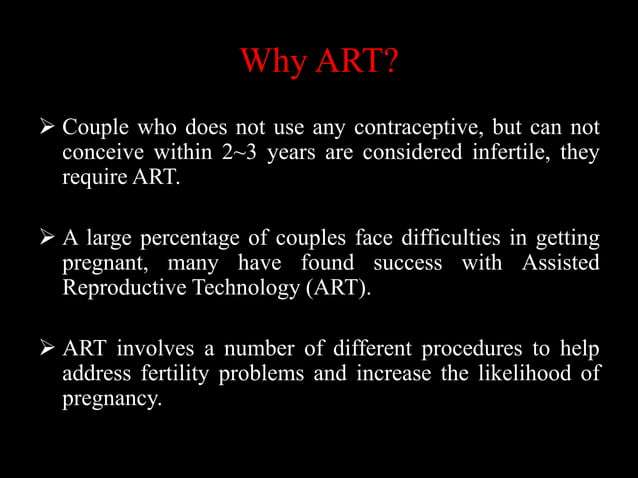 Why ART?
➢ Couple who does not use any contraceptive, but can not
conceive within 2~3 years are considered infertile, they
require ART.
➢ A large percentage of couples face difficulties in getting
pregnant, many have found success with Assisted
Reproductive Technology (ART).
➢ ART involves a number of different procedures to help
address fertility problems and increase the likelihood of
pregnancy.